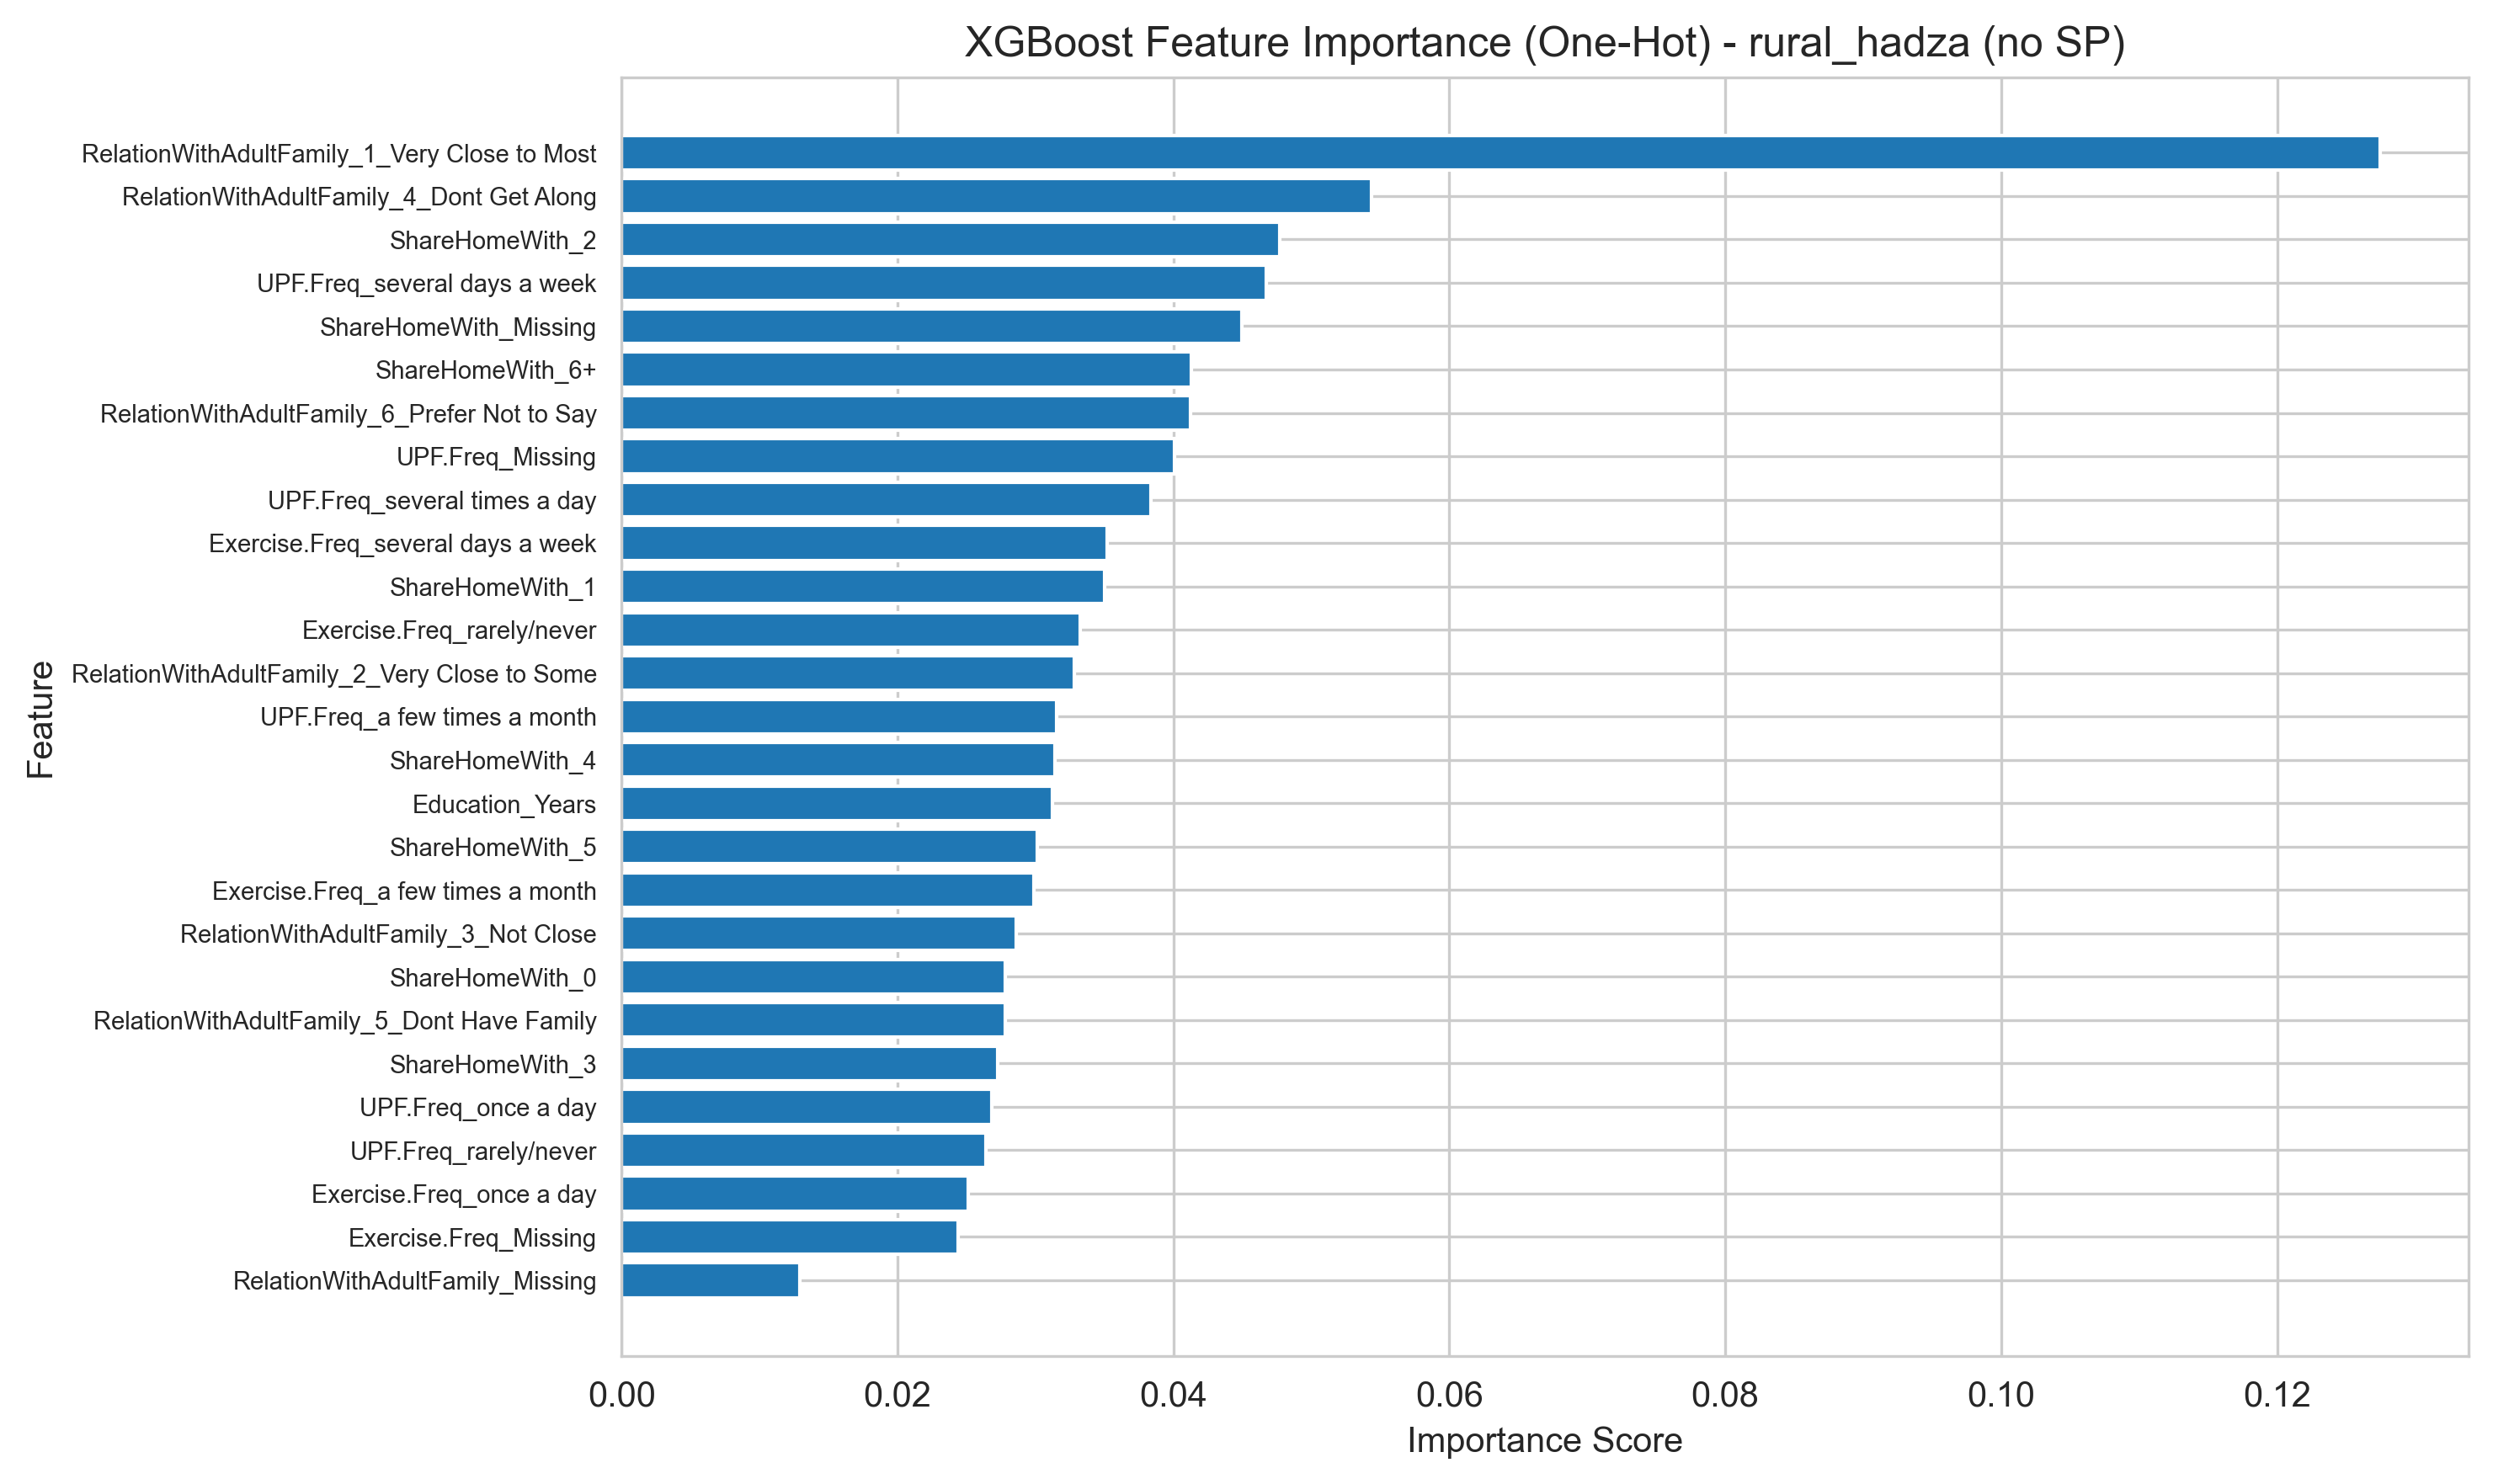 XGBoost Feature Importance (One-Hot) - rural_hadza (no SP)
RelationWithAdultFamily_1_Very Close to Most
RelationWithAdultFamily_4_Dont Get Along
ShareHomeWith_2
UPF.Freq_several days a week
ShareHomeWith_Missing
ShareHomeWith_6+
RelationWithAdultFamily_6_Prefer Not to Say
UPF.Freq_Missing
UPF.Freq_several times a day
Exercise.Freq_several days a week
ShareHomeWith_1
Exercise.Freq_rarely/never
RelationWithAdultFamily_2_Very Close to Some
UPF.Freq_a few times a month
ShareHomeWith_4
Education_Years
ShareHomeWith_5
Exercise.Freq_a few times a month
RelationWithAdultFamily_3_Not Close
ShareHomeWith_0
RelationWithAdultFamily_5_Dont Have Family
ShareHomeWith_3
UPF.Freq_once a day
UPF.Freq_rarely/never
Exercise.Freq_once a day
Exercise.Freq_Missing
RelationWithAdultFamily_Missing
Feature
0.00 0.02 0.04 0.06 0.08 0.10 0.12
Importance Score